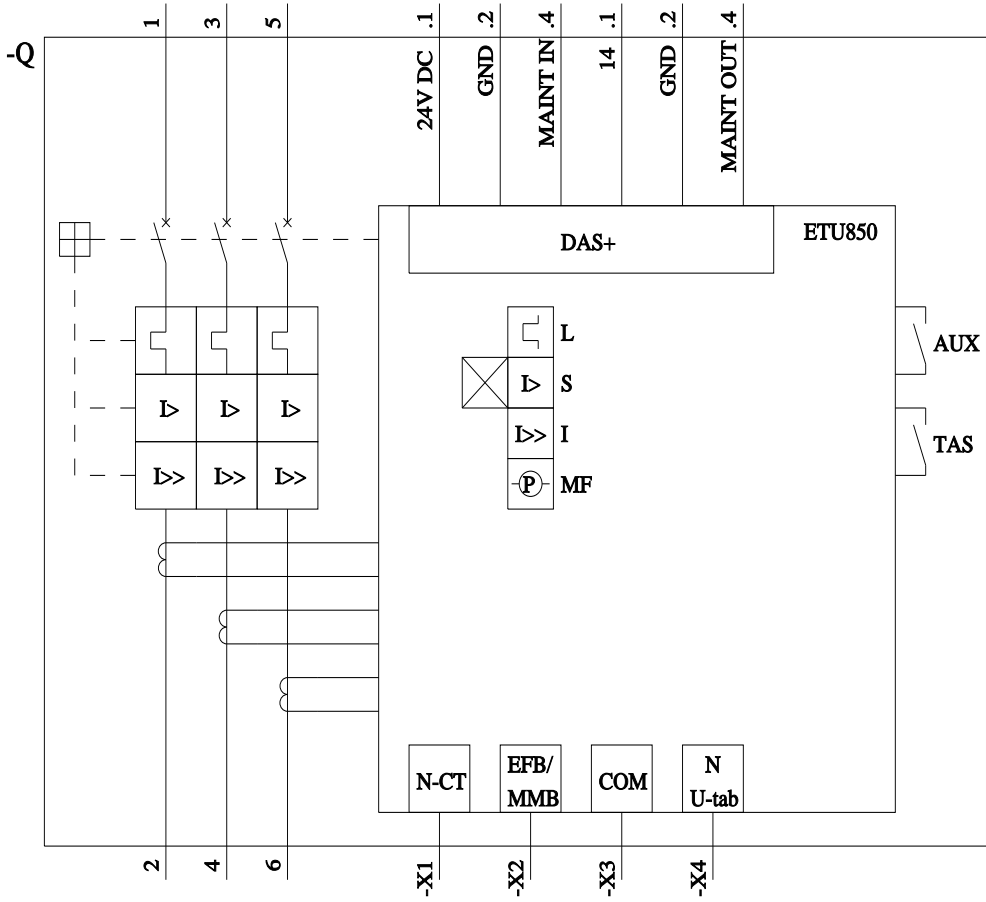 1
3
5
.1
.2
.4
.1
.2
.4
-Q
24V DC
GND
MAINT IN
14
GND
MAINT OUT
DAS+
ETU850
L
AUX
I>
S
I>
I>
I>
I>>
I
TAS
I>>
I>>
I>>
P
MF
N-CT
EFB/
MMB
COM
N
U-tab
2
4
6
-X1
-X2
-X3
-X4